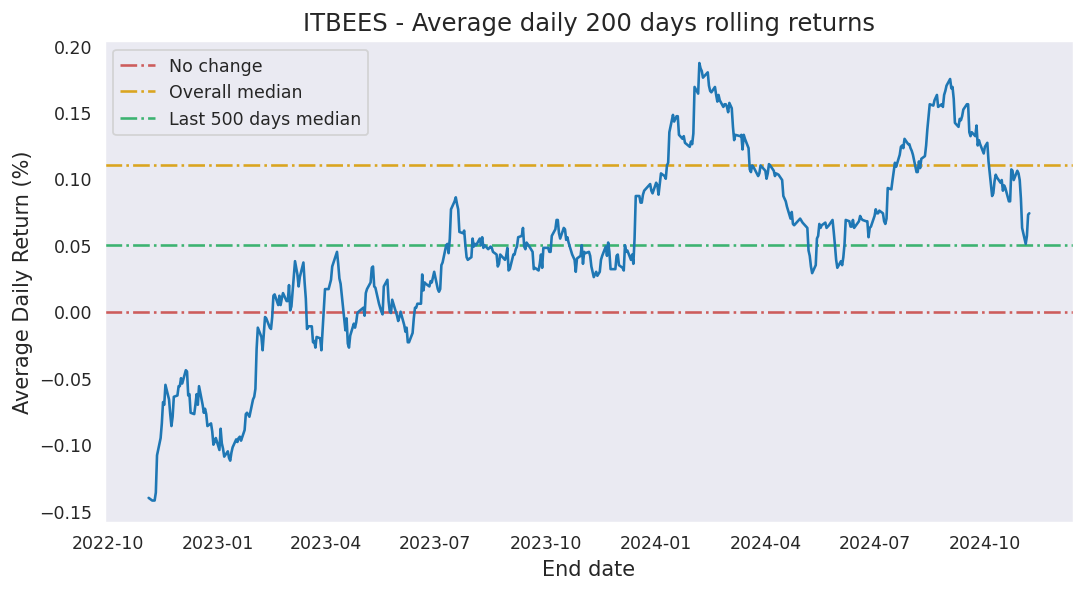 ITBEES - Average daily 200 days rolling returns
No change
Overall median
Last 500 days median
Average Daily Return (%)
0.20
0.15
0.10
0.05
0.00
−0.05
−0.10
−0.15
2022-10 2023-01 2023-04 2023-07 2023-10 2024-01 2024-04 2024-07 2024-10
End date